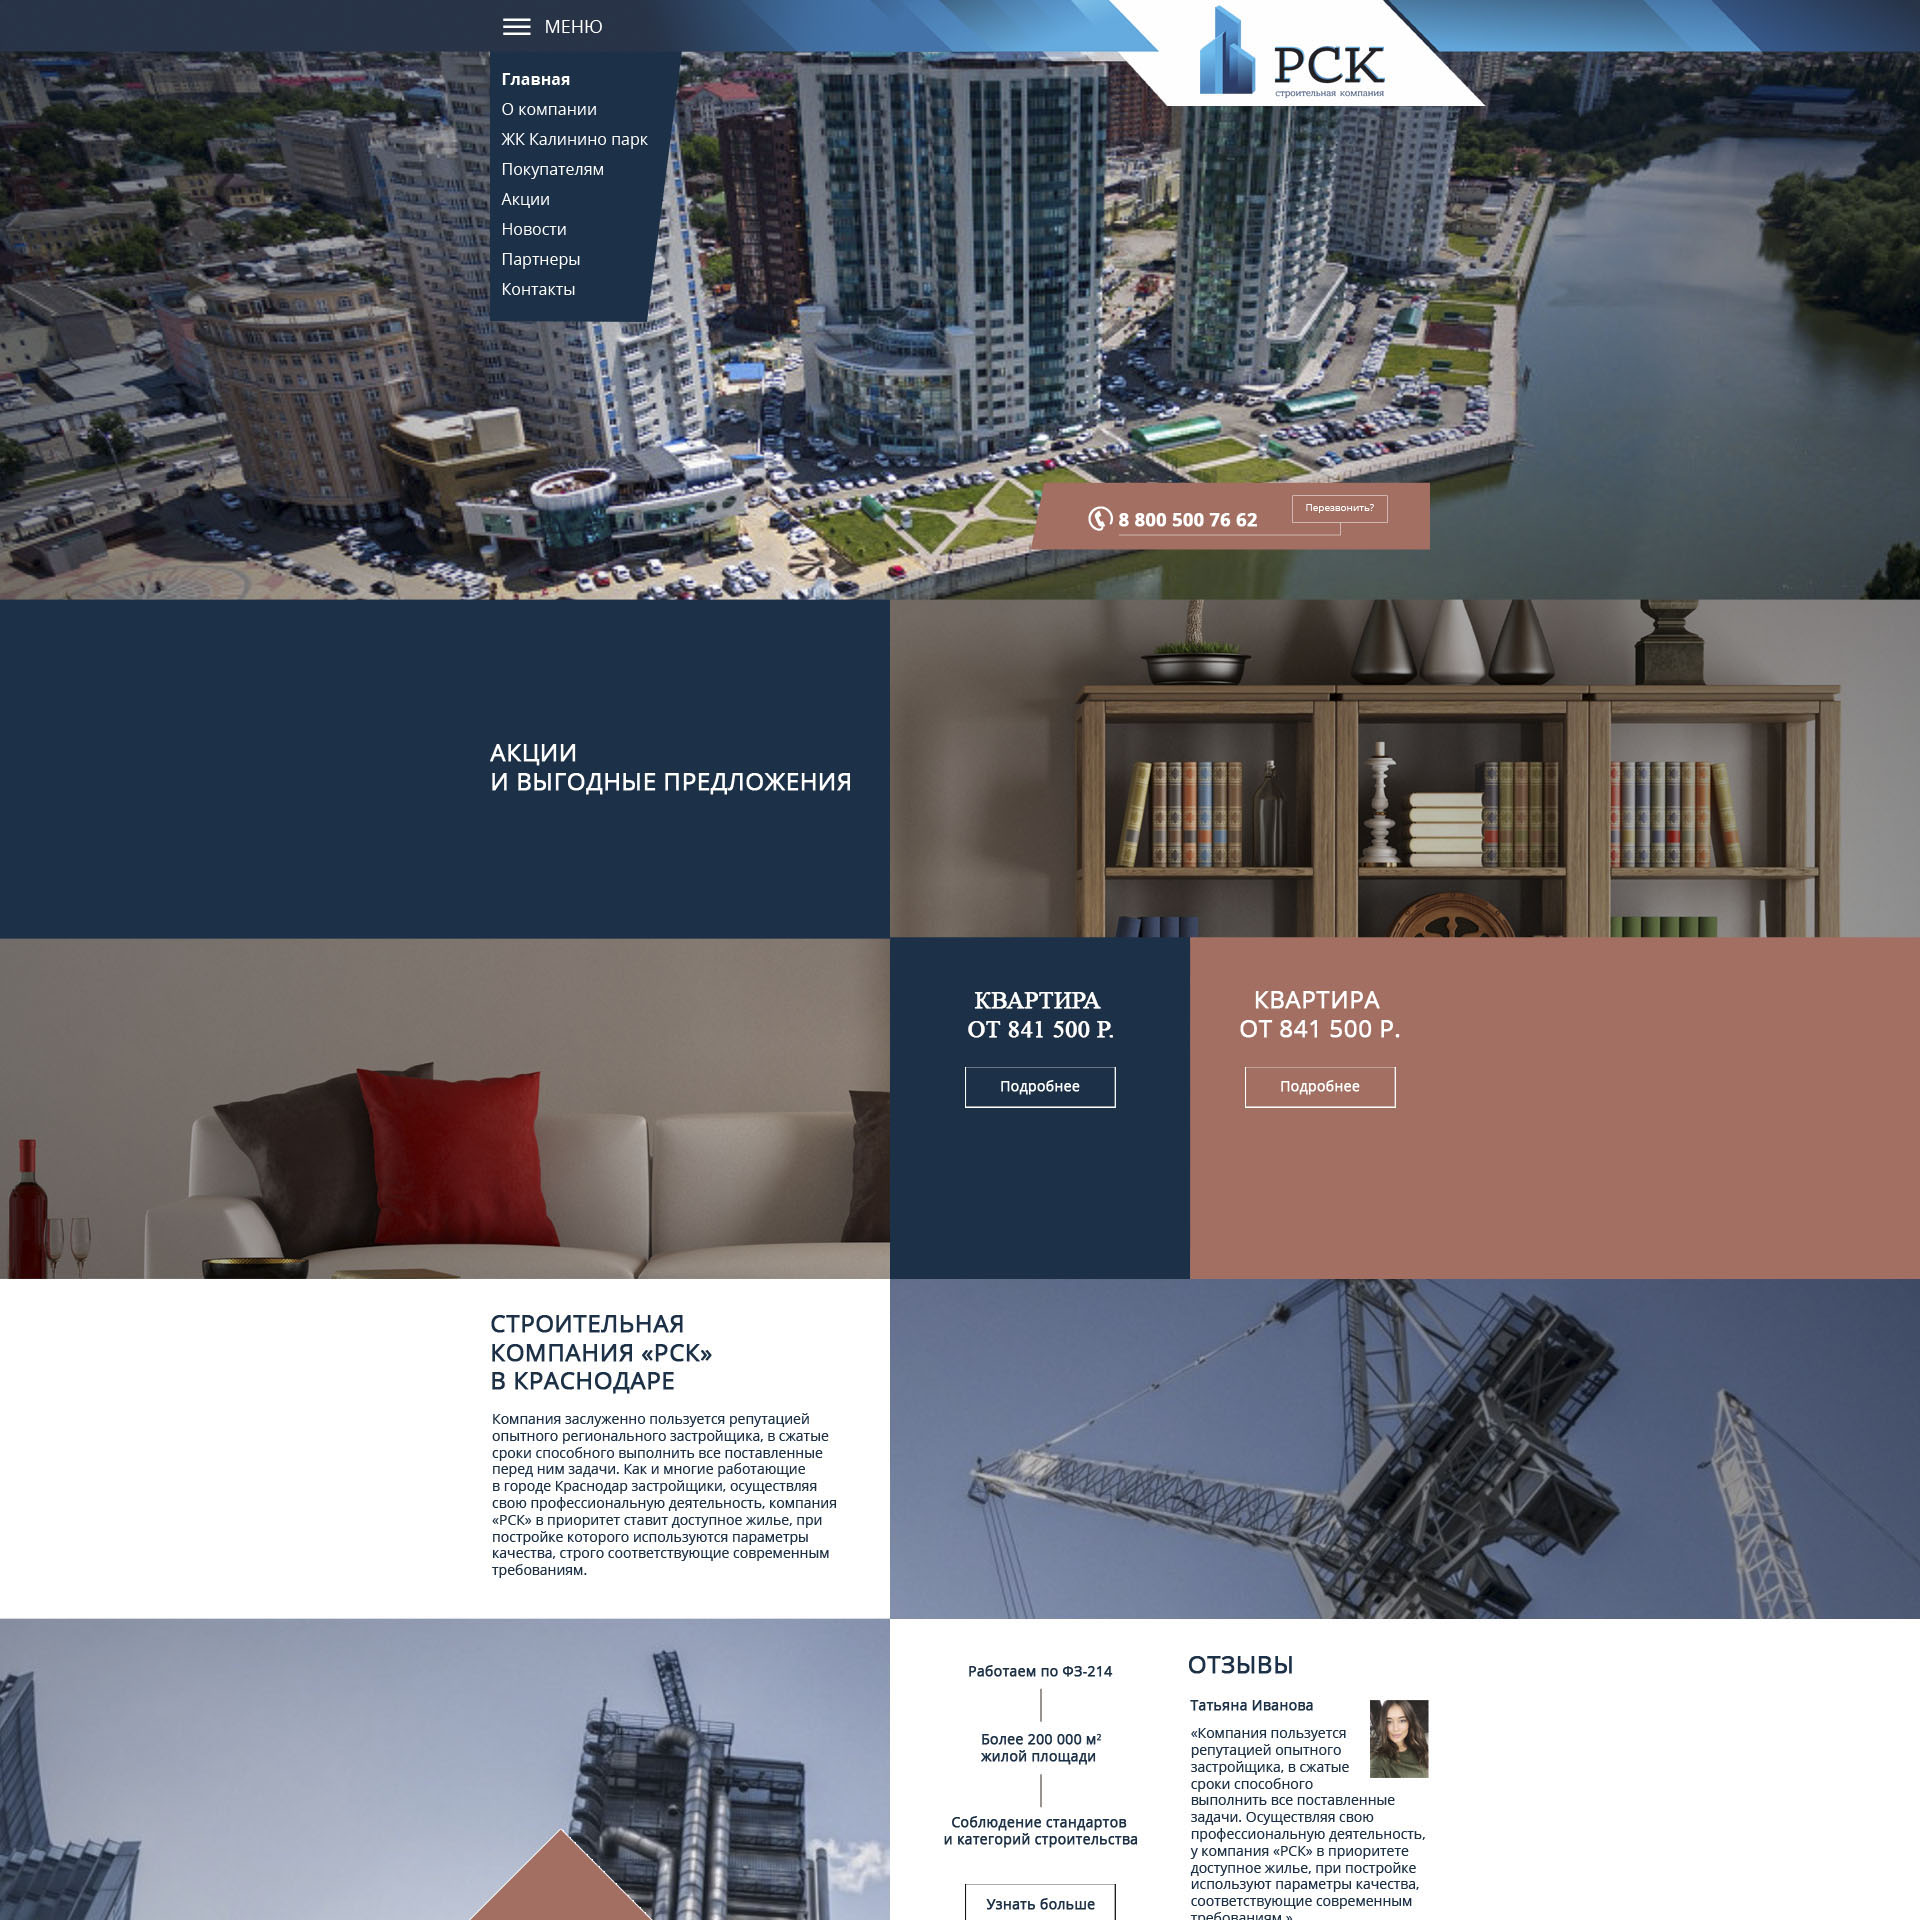 МЕНЮ
РСК
строительная компания
Главная
О компании
ЖК Калинино парк
Покупателям
Акции
Новости
Партнеры
Контакты
8 800 500 76 62
Перезвонить?
АКЦИИ
И ВЫГОДНЫЕ ПРЕДЛОЖЕНИЯ
КВАРТИРА
ОТ 841 500 Р.
Подробнее
КВАРТИРА
ОТ 841 500 Р.
Подробнее
СТРОИТЕЛЬНАЯ
КОМПАНИЯ «РСК»
В КРАСНОДАРЕ
Компания заслуженно пользуется репутацией
опытного регионального застройщика, в сжатые
сроки способного выполнить все поставленные
перед ним задачи. Как и многие работающие
в городе Краснодар застройщики, осуществляя
свою профессиональную деятельность, компания
«РСК» в приоритет ставит доступное жилье, при
постройке которого используются параметры
качества, строго соответствующие современным
требованиям.
Работаем по ФЗ-214
Более 200 000 м²
жилой площади
Соблюдение стандартов
и категорий строительства
Узнать больше
ОТЗЫВЫ
Татьяна Иванова
«Компания пользуется
репутацией опытного
застройщика, в сжатые
сроки способного
выполнить все поставленные
задачи. Осуществляя свою
профессиональную деятельность,
у компания «РСК» в приоритете
доступное жилье, при постройке
используют параметры качества,
соответствующие современным
требованиям.»